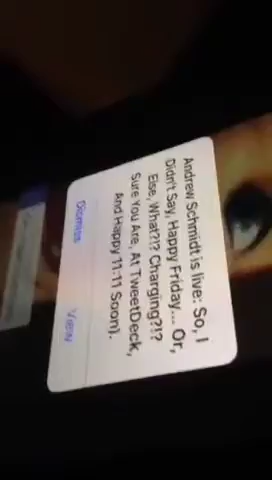 Andrew Schmidt is live: So, I
Didn't Say, Happy Friday... Or,
Else, What?!? Charging?!?
Sure You Are, At TweetDeck,
And Happy 11:11 Soon).
Dismiss
View